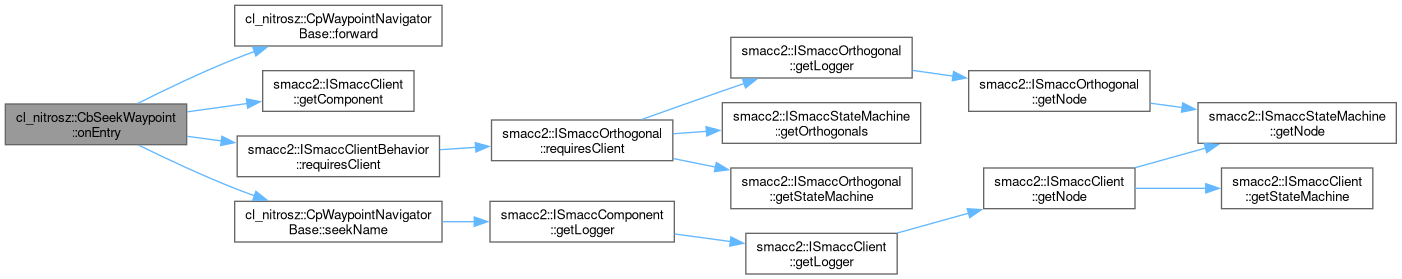 cl_nitrosz::CbSeekWaypoint
::onEntry
cl_nitrosz::CpWaypointNavigator
Base::forward
smacc2::ISmaccClient
::getComponent
smacc2::ISmaccClientBehavior
::requiresClient
cl_nitrosz::CpWaypointNavigator
Base::seekName
smacc2::ISmaccOrthogonal
::requiresClient
smacc2::ISmaccComponent
::getLogger
smacc2::ISmaccOrthogonal
::getLogger
smacc2::ISmaccStateMachine
::getOrthogonals
smacc2::ISmaccOrthogonal
::getStateMachine
smacc2::ISmaccClient
::getLogger
smacc2::ISmaccOrthogonal
::getNode
smacc2::ISmaccClient
::getNode
smacc2::ISmaccStateMachine
::getNode
smacc2::ISmaccClient
::getStateMachine